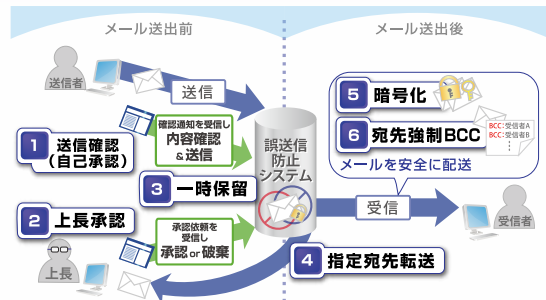 メール送出前
メール送出後
送信者
送信
1
送信確認
(自己承認)
確認通知を受信し
内容確認
&送信
3
一時保留
誤送信
防止
システム
2
上長承認
承認依頼を
受信し
承認or破棄
上長
5
暗号化
6
宛先強制BCC
BCC:受信者A
BCC:受信者B
⋮
メールを安全に配送
受信
受信者
4
指定宛先転送